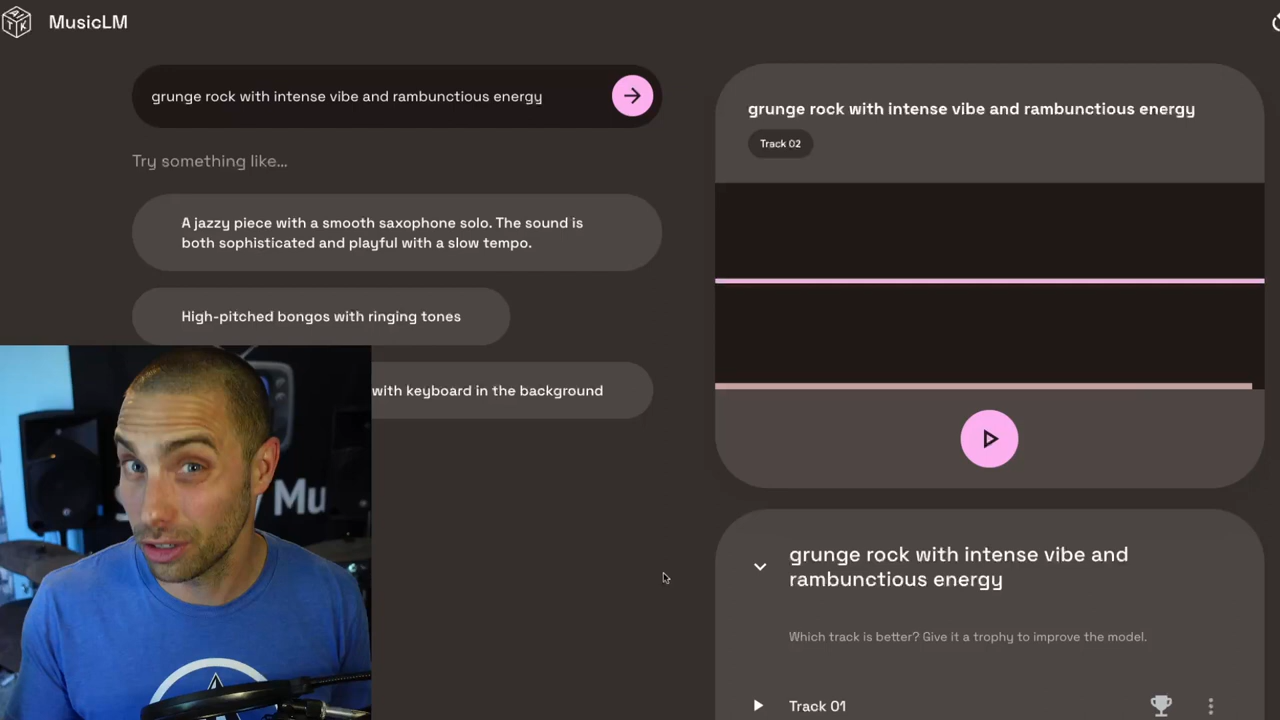 MusicLM
grunge rock with intense vibe and rambunctious energy
Try something like...
A jazzy piece with a smooth saxophone solo. The sound is
both sophisticated and playful with a slow tempo.
High-pitched bongos with ringing tones
with keyboard in the background
grunge rock with intense vibe and rambunctious energy
Track 02
grunge rock with intense vibe and
rambunctious energy
Which track is better? Give it a trophy to improve the model.
Track 01
Mu